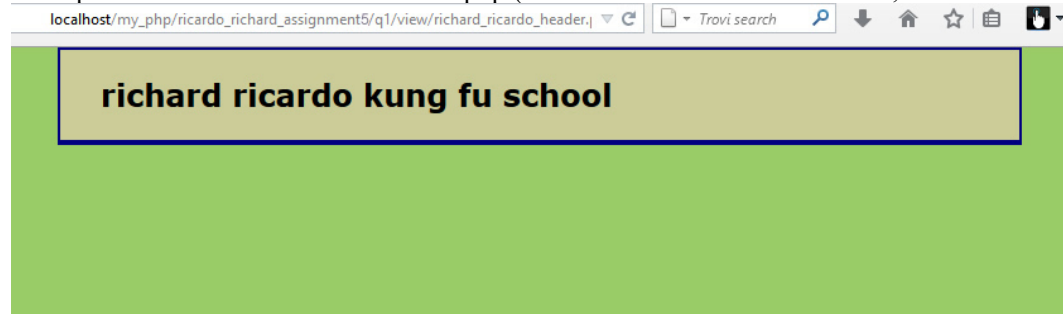 localhost/my_php/ricardo_richard_assignment5/q1/view/richard_ricardo_header.p
Trovi search
richard ricardo kung fu school